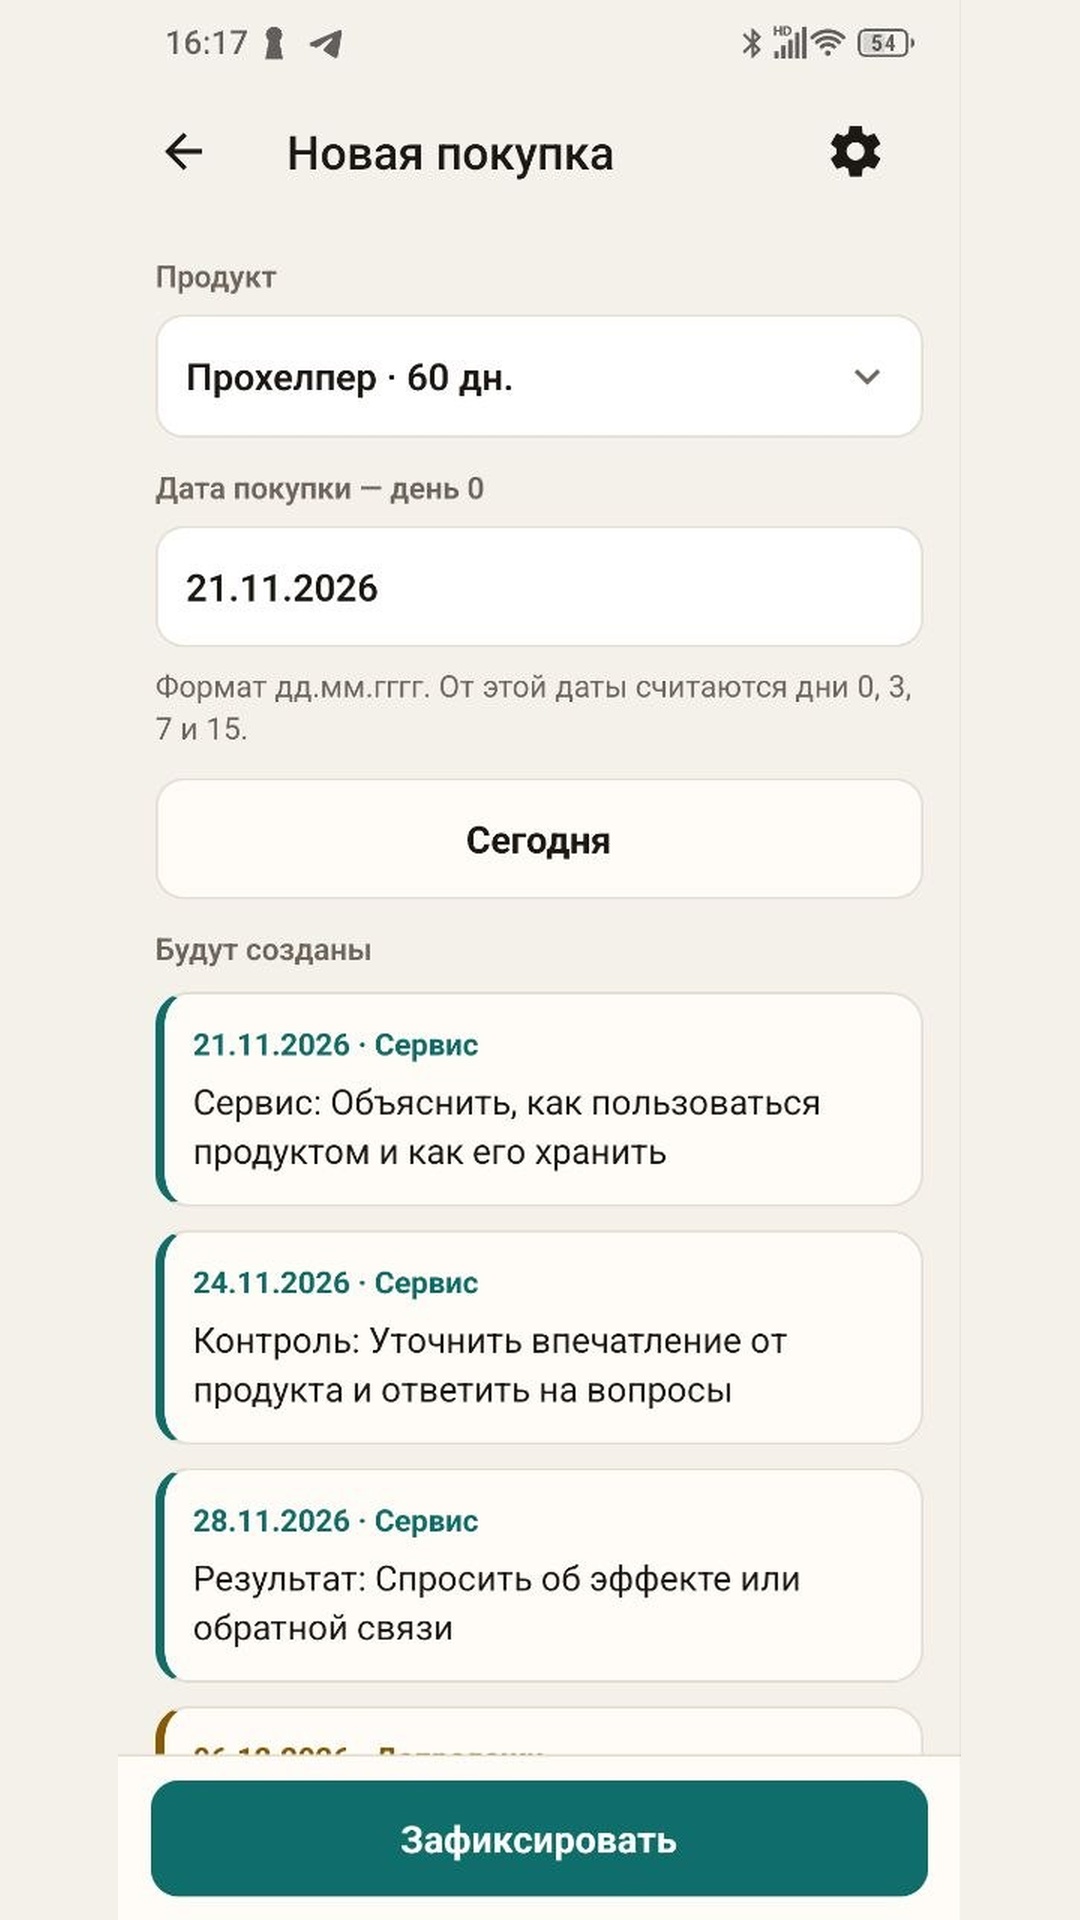 16:17
HD
54
Новая покупка
Продукт
Прохелпер · 60 дн.
Дата покупки — день 0
21.11.2026
Формат дд.мм.гггг. От этой даты считаются дни 0, 3,
7 и 15.
Сегодня
Будут созданы
21.11.2026 · Сервис
Сервис: Объяснить, как пользоваться
продуктом и как его хранить
24.11.2026 · Сервис
Контроль: Уточнить впечатление от
продукта и ответить на вопросы
28.11.2026 · Сервис
Результат: Спросить об эффекте или
обратной связи
Зафиксировать